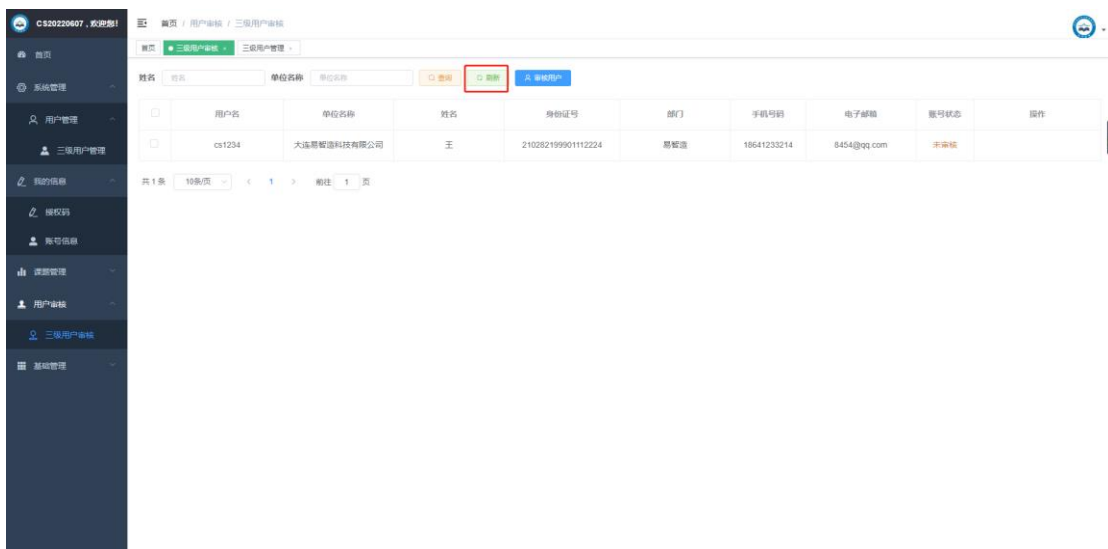 CS20220607 , 欢迎您!
首页 / 用户审核 / 三级用户审核
首页
系统管理
用户管理
三级用户管理
我的信息
授权码
账号信息
课题管理
用户审核
三级用户审核
基础管理
首页 三级用户审核 × 三级用户管理 ×
姓名 姓名 单位名称 单位名称 查询 刷新 审核用户
用户名 单位名称 姓名 身份证号 部门 手机号码 电子邮箱 账号状态 操作
cs1234 大连易智造科技有限公司 王 210282199901112224 易智造 18641233214 8454@qq.com 未审核
共 1 条 10条/页 < 1 > 前往 1 页